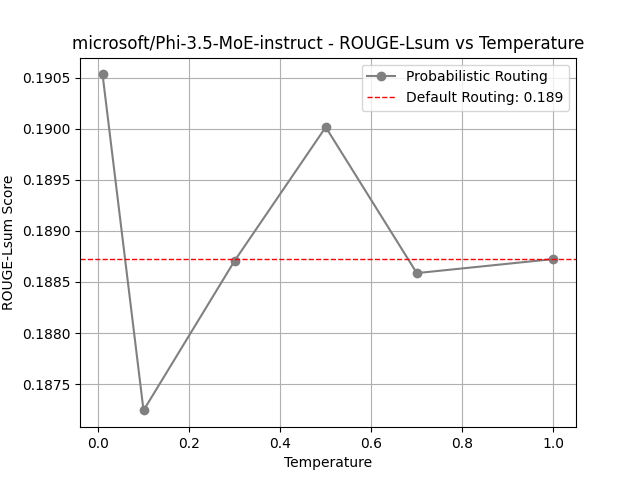 microsoft/Phi-3.5-MoE-instruct - ROUGE-Lsum vs Temperature
Probabilistic Routing
Default Routing: 0.189
ROUGE-Lsum Score
0.1905
0.1900
0.1895
0.1890
0.1885
0.1880
0.1875
0.0 0.2 0.4 0.6 0.8 1.0
Temperature